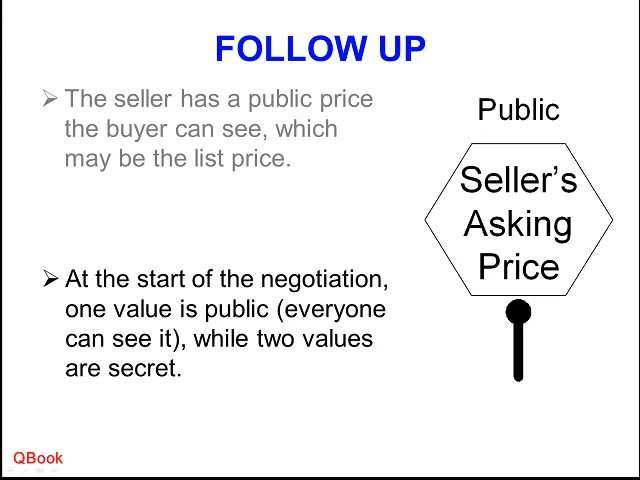 FOLLOW UP
The seller has a public price
the buyer can see, which
may be the list price.
At the start of the negotiation,
one value is public (everyone
can see it), while two values
are secret.
Public
Seller’s
Asking
Price
QBook